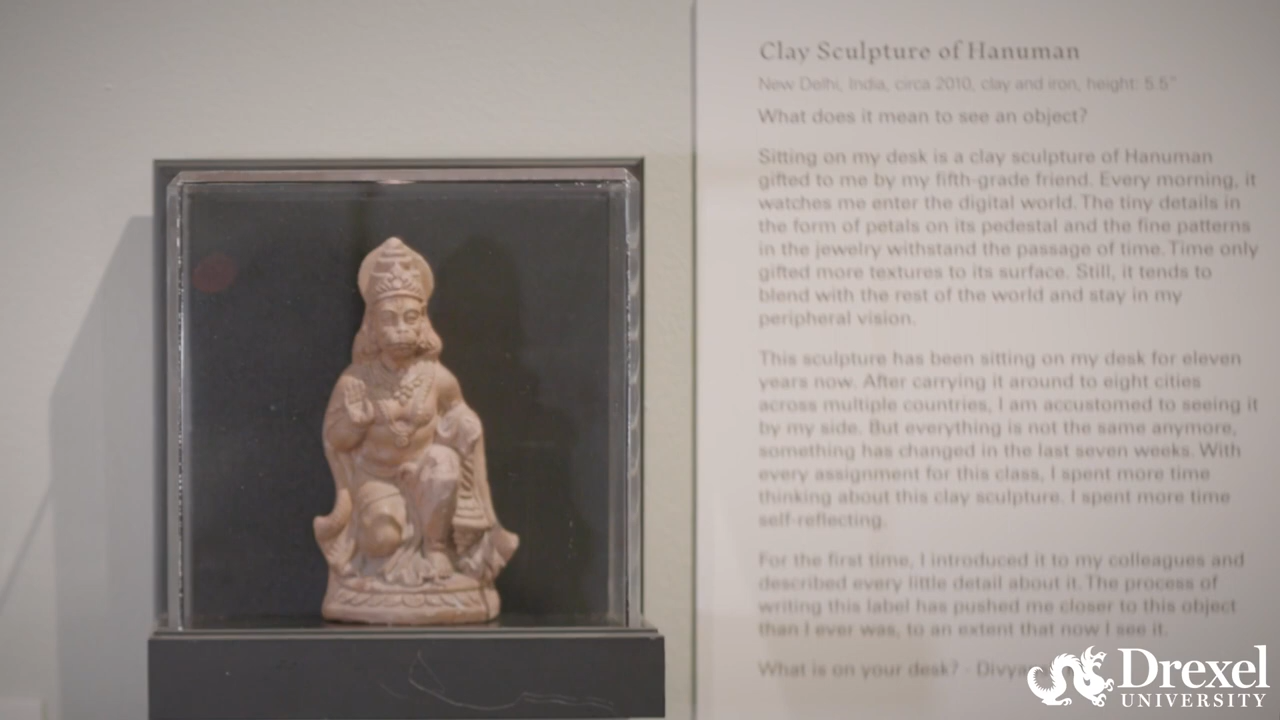 Clay Sculpture of Hanuman
New Delhi, India, circa 2010, clay and iron, height: 5.5"
What does it mean to see an object?
Sitting on my desk is a clay sculpture of Hanuman
gifted to me by my fifth-grade friend. Every morning, it
watches me enter the digital world. The tiny details in
the form of petals on its pedestal and the fine patterns
in the jewelry withstand the passage of time. Time only
gifted more textures to its surface. Still, it tends to
blend with the rest of the world and stay in my
peripheral vision.
This sculpture has been sitting on my desk for eleven
years now. After carrying it around to eight cities
across multiple countries, I am accustomed to seeing it
by my side. But everything is not the same anymore,
something has changed in the last seven weeks. With
every assignment for this class, I spent more time
thinking about this clay sculpture. I spent more time
self-reflecting.
For the first time, I introduced it to my colleagues and
described every little detail about it. The process of
writing this label has pushed me closer to this object
than I ever was, to an extent that now I see it.
What is on your desk? -
Drexel
UNIVERSITY